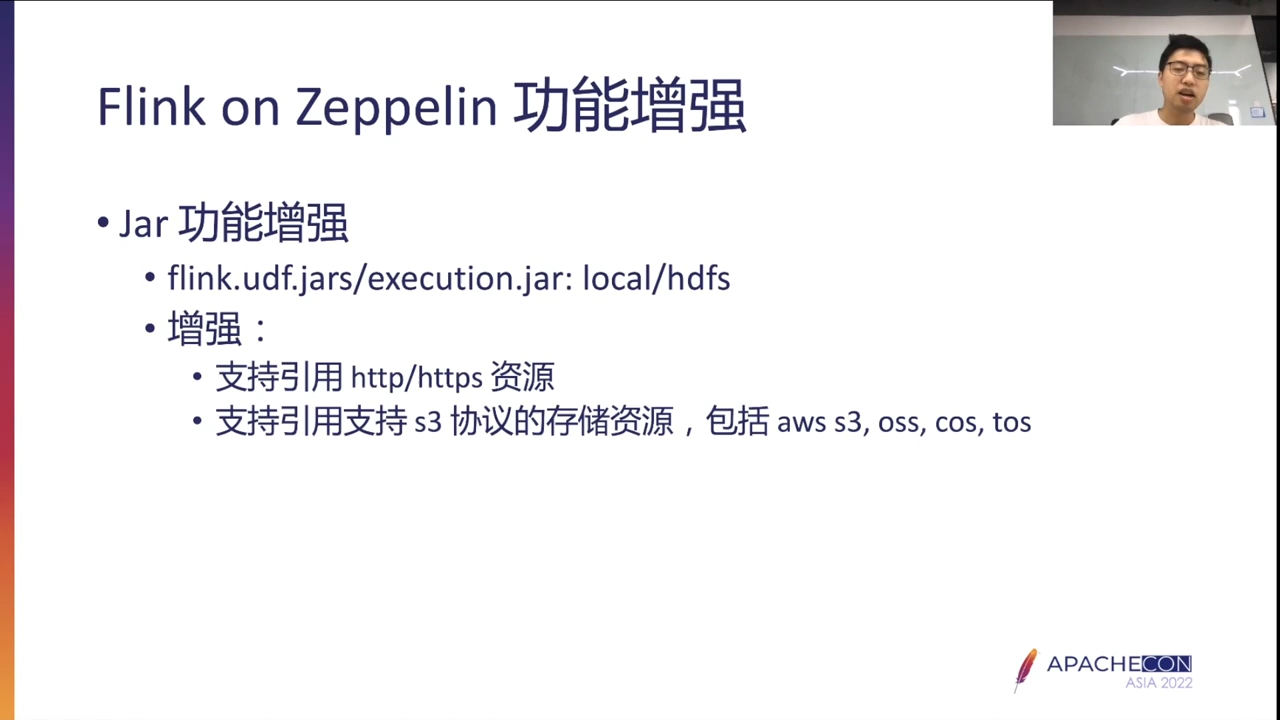 Flink on Zeppelin 功能增强
• Jar 功能增强
• flink.udf.jars/execution.jar: local/hdfs
• 增强：
• 支持引用 http/https 资源
• 支持引用支持 s3 协议的存储资源，包括 aws s3, oss, cos, tos
APACHECON
ASIA 2022